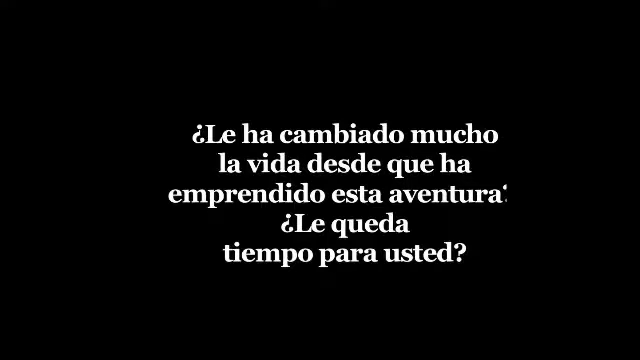 ¿Le ha cambiado mucho
la vida desde que ha
emprendido esta aventura?
¿Le queda
tiempo para usted?